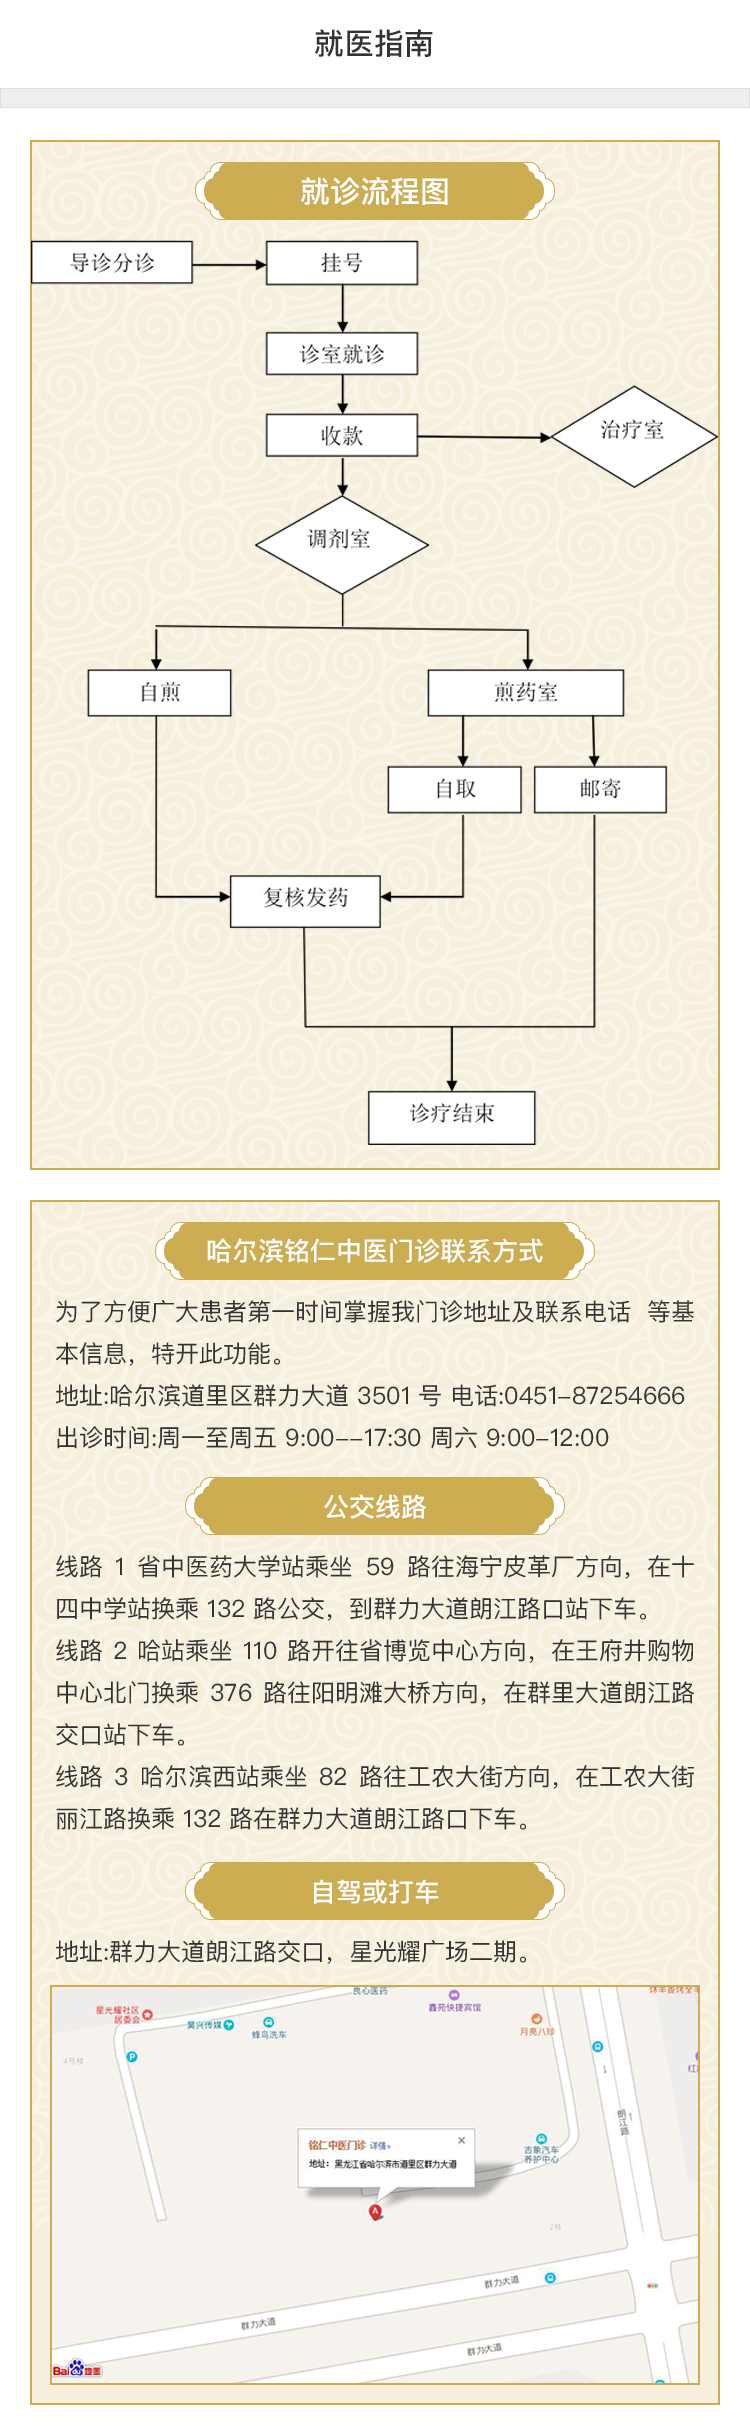 就医指南
就诊流程图
导诊分诊
挂号
诊室就诊
收款
治疗室
调剂室
自煎
煎药室
自取
邮寄
复核发药
诊疗结束
哈尔滨铭仁中医门诊联系方式
为了方便广大患者第一时间掌握我门诊地址及联系电话 等基
本信息，特开此功能。
地址:哈尔滨道里区群力大道 3501 号 电话:0451-87254666
出诊时间:周一至周五 9:00--17:30 周六 9:00-12:00
公交线路
线路 1 省中医药大学站乘坐 59 路往海宁皮革厂方向，在十
四中学站换乘 132 路公交，到群力大道朗江路口站下车。
线路 2 哈站乘坐 110 路开往省博览中心方向，在王府井购物
中心北门换乘 376 路往阳明滩大桥方向，在群里大道朗江路
交口站下车。
线路 3 哈尔滨西站乘坐 82 路往工农大街方向，在工农大街
丽江路换乘 132 路在群力大道朗江路口下车。
自驾或打车
地址:群力大道朗江路交口，星光耀广场二期。
良心医药
星光耀社区
居委会
昊兴传媒
蜂鸟洗车
鑫苑快捷宾馆
月亮八珍
4号楼
P
朗江路
铭仁中医门诊 详情»
地址： 黑龙江省哈尔滨市道里区群力大道
吉象汽车
养护中心
A
2栋
群力大道
群力大道
群力大道
Bai 地图